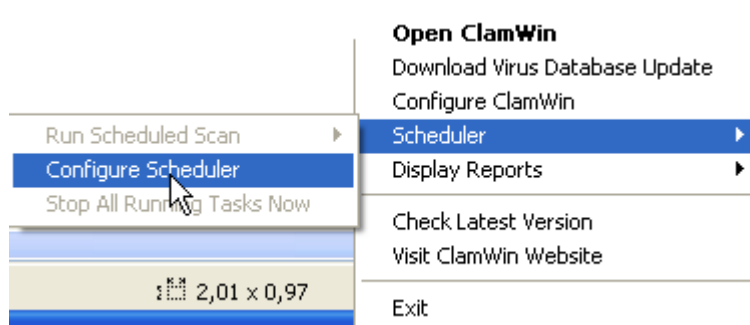 Open ClamWin
Download Virus Database Update
Configure ClamWin
Scheduler
Display Reports
Check Latest Version
Visit ClamWin Website
Exit
Run Scheduled Scan
Configure Scheduler
Stop All Running Tasks Now
2,01 x 0,97